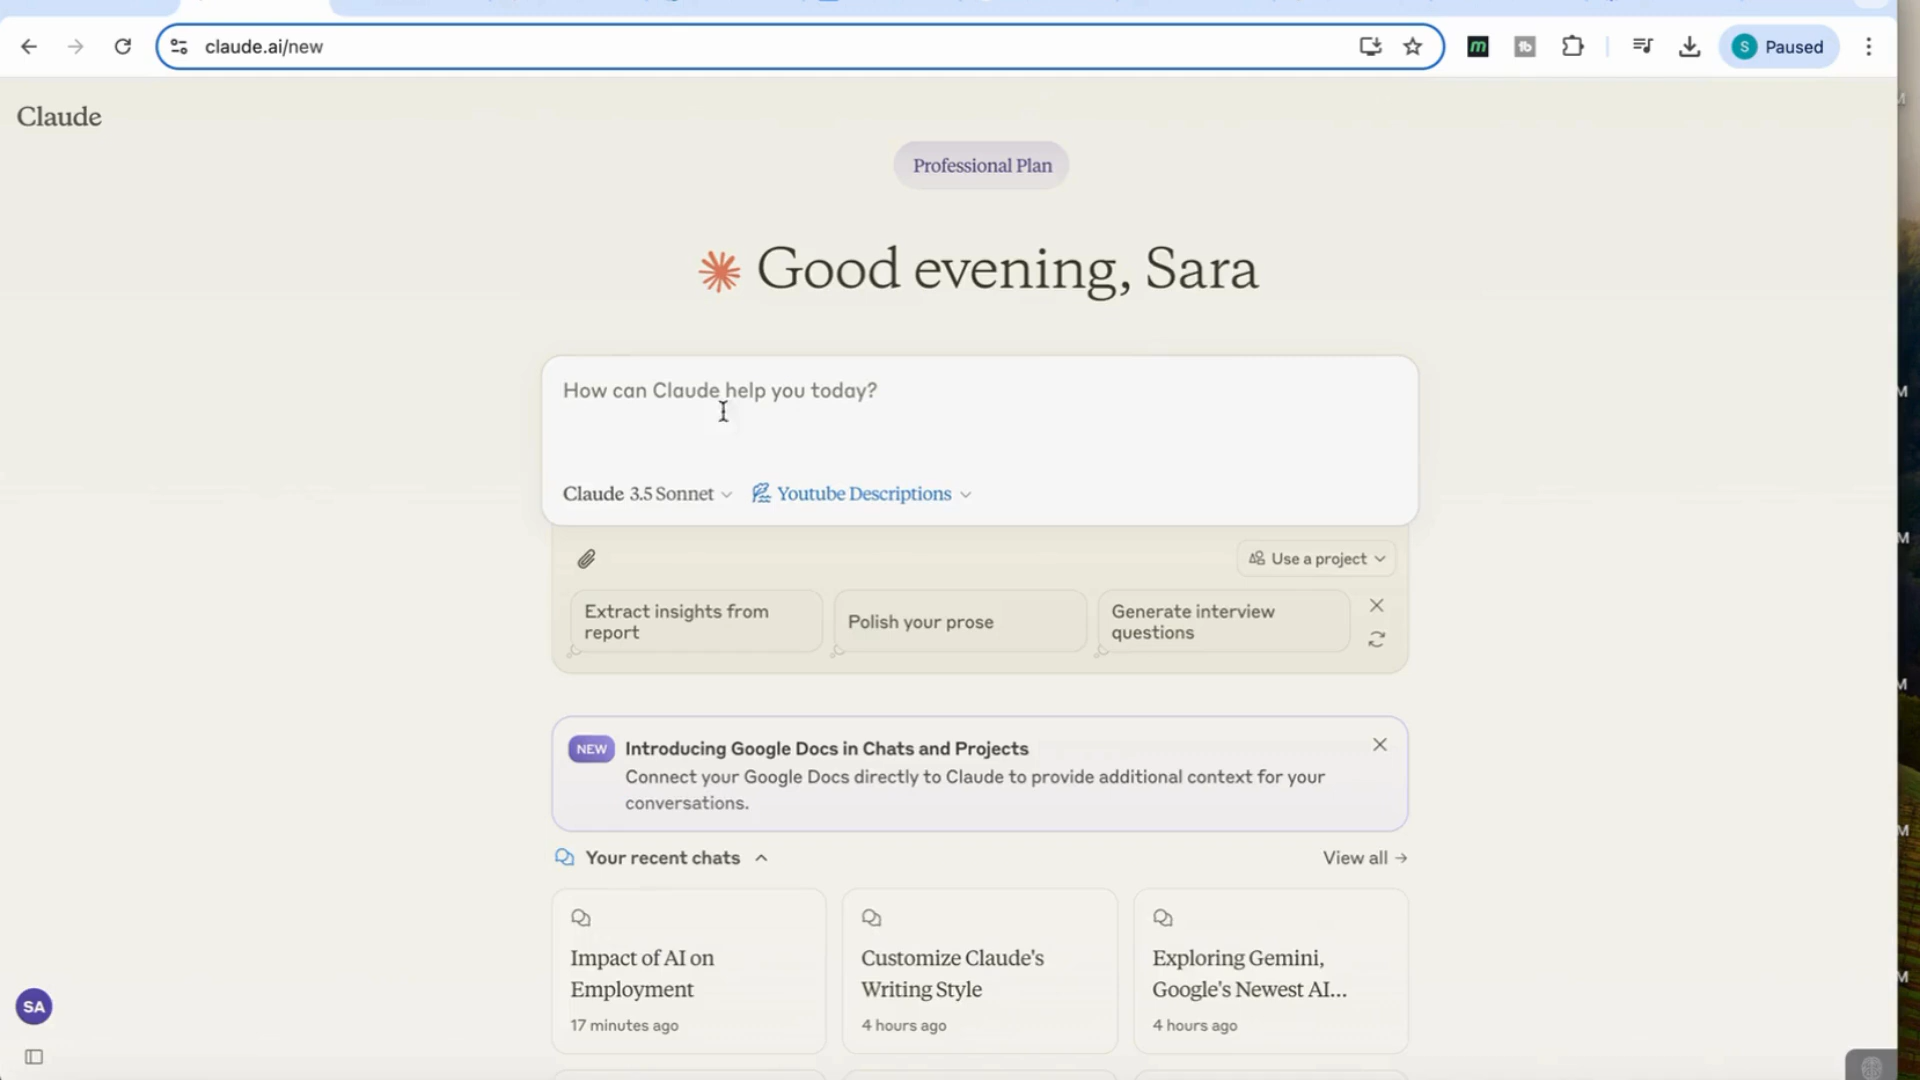 claude.ai/new
m
tb
S
Paused
Claude
Professional Plan
Good evening, Sara
How can Claude help you today?
Claude 3.5 Sonnet
Youtube Descriptions
Use a project
Extract insights from
report
Polish your prose
Generate interview
questions
NEW
Introducing Google Docs in Chats and Projects
Connect your Google Docs directly to Claude to provide additional context for your
conversations.
Your recent chats
View all →
Impact of AI on
Employment
17 minutes ago
Customize Claude's
Writing Style
4 hours ago
Exploring Gemini,
Google's Newest AI...
4 hours ago
SA
M
M
M
M
M
M